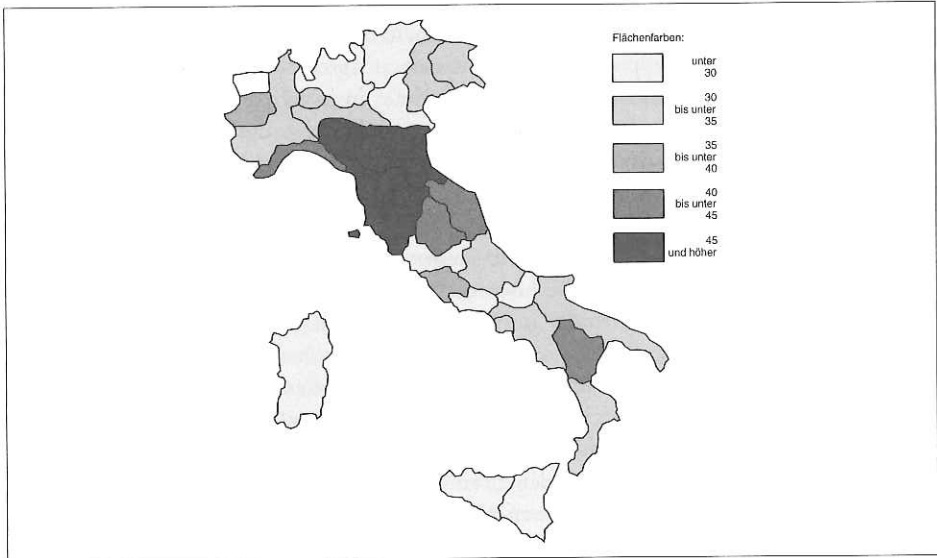 Flächenfarben:
unter
30
30
bis unter
35
35
bis unter
40
40
bis unter
45
45
und höher